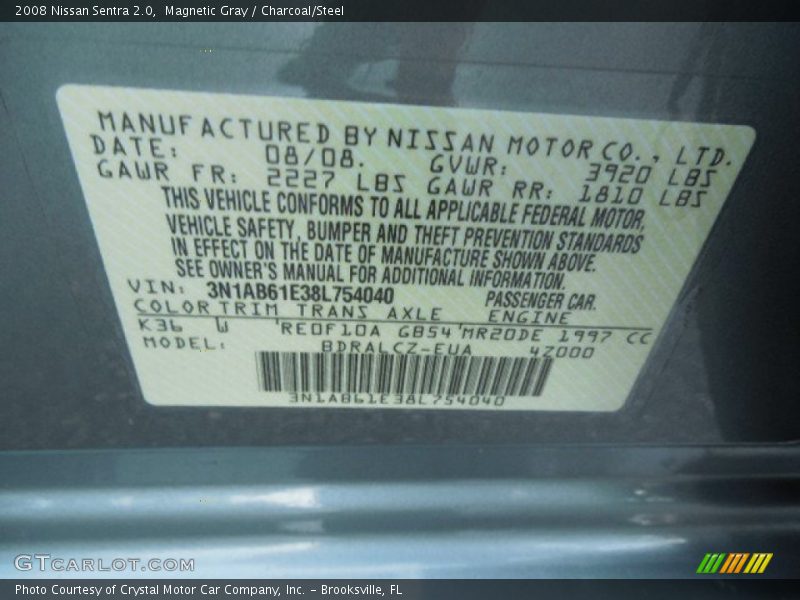 2008 Nissan Sentra 2.0,  Magnetic Gray / Charcoal/Steel
MANUFACTURED BY NISSAN MOTOR CO., LTD.
DATE: 08/08. GVWR: 3920 LBS
GAWR FR: 2227 LBS GAWR RR: 1810 LBS
THIS VEHICLE CONFORMS TO ALL APPLICABLE FEDERAL MOTOR
VEHICLE SAFETY, BUMPER AND THEFT PREVENTION STANDARDS
IN EFFECT ON THE DATE OF MANUFACTURE SHOWN ABOVE.
SEE OWNER'S MANUAL FOR ADDITIONAL INFORMATION.
VIN: 3N1AB61E38L754040 PASSENGER CAR.
COLOR TRIM TRANS AXLE ENGINE
K36 W RE0F10A GB54 MR20DE 1997 CC
MODEL: BDRALCZ-EUA 4Z000
3N1AB61E38L754040
GTCARLOT.COM
Photo Courtesy of Crystal Motor Car Company, Inc. – Brooksville, FL